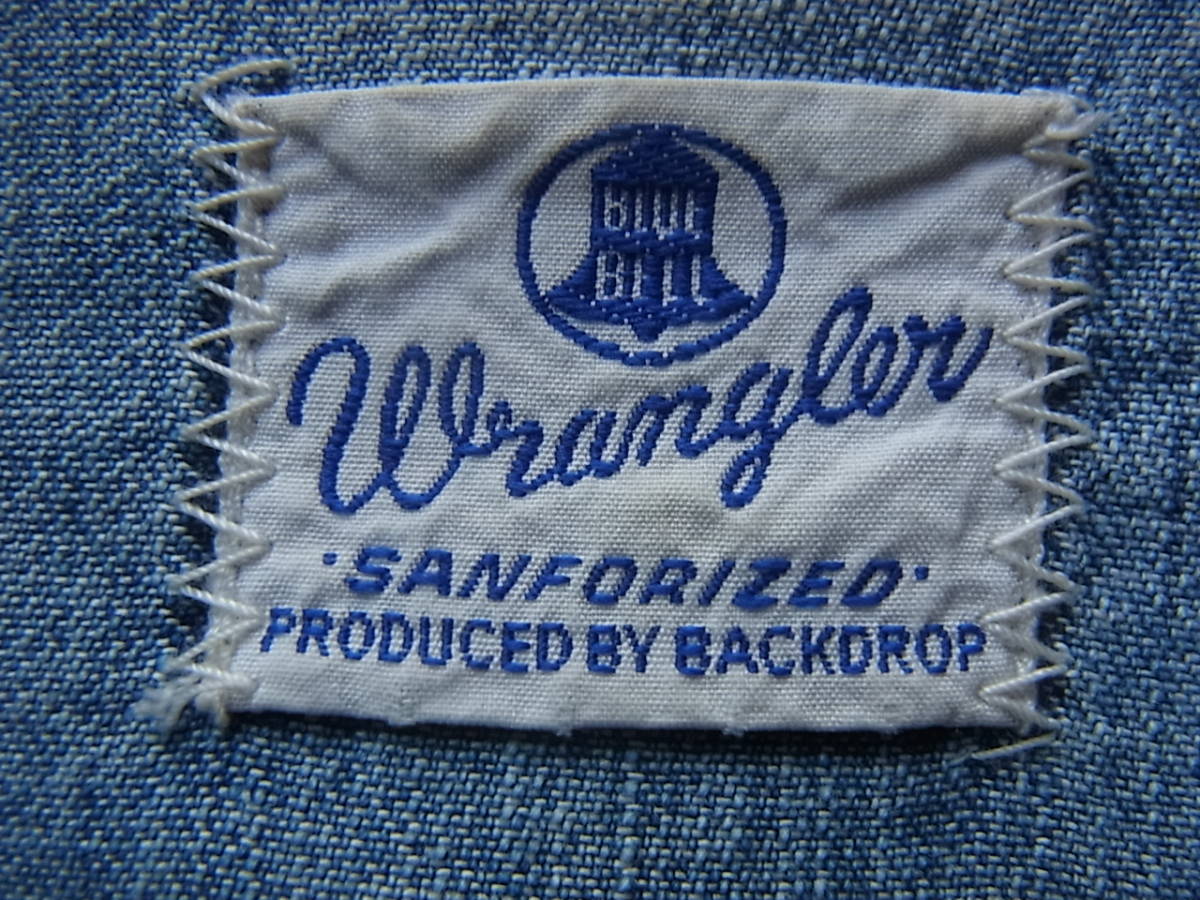 BLUE
BELL
Wrangler
·SANFORIZED·
PRODUCED BY BACKDROP